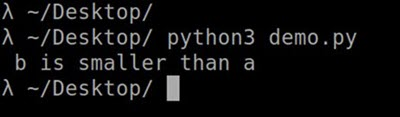 λ ~/Desktop/
λ ~/Desktop/ python3 demo.py
 b is smaller than a
λ ~/Desktop/